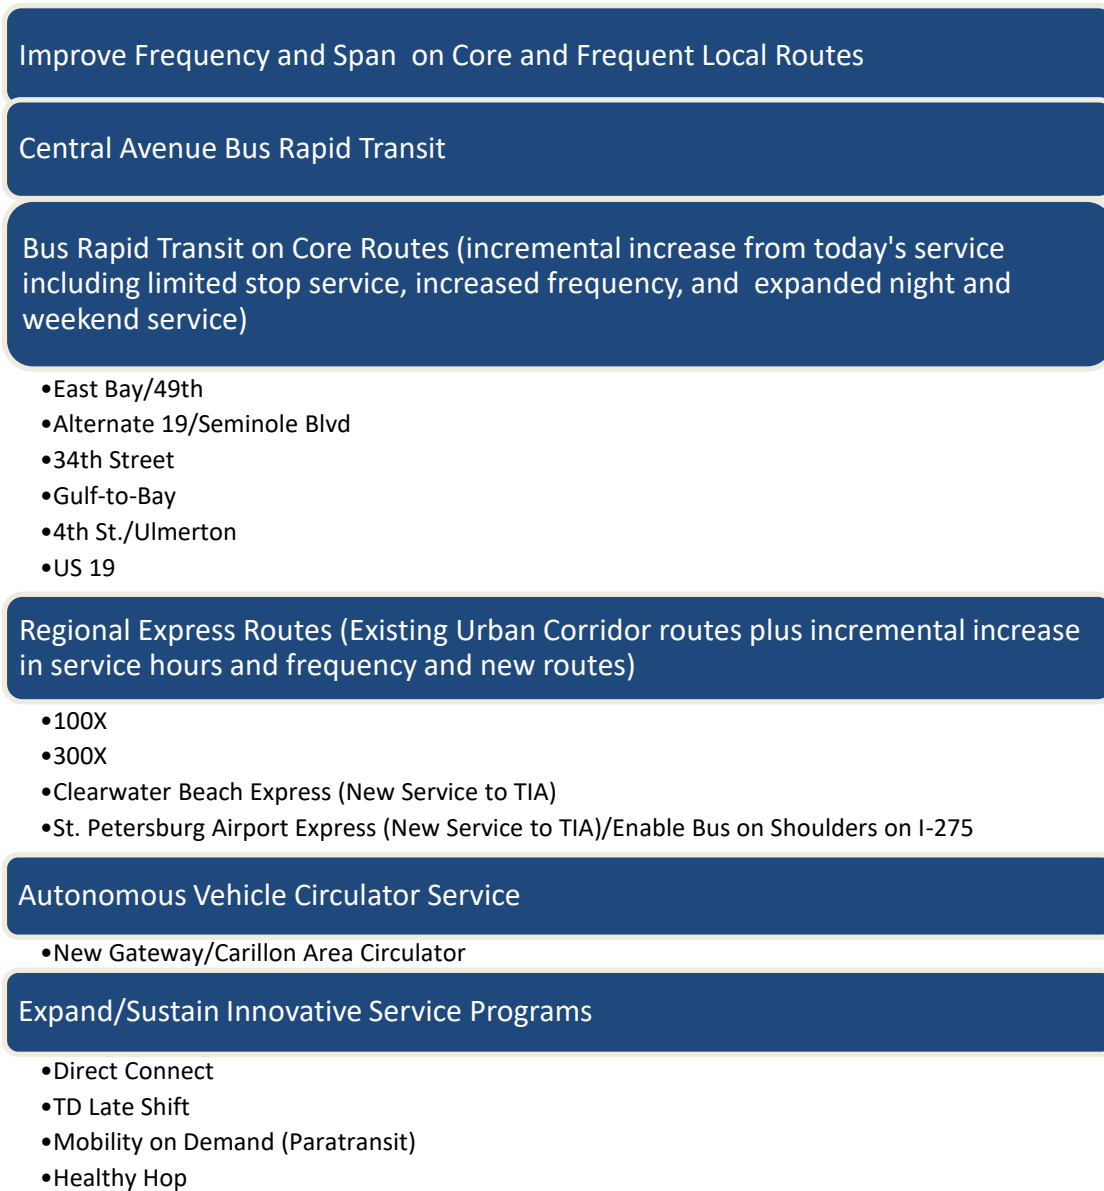 Improve Frequency and Span  on Core and Frequent Local Routes
Central Avenue Bus Rapid Transit
Bus Rapid Transit on Core Routes (incremental increase from today's service
including limited stop service, increased frequency, and  expanded night and
weekend service)
•East Bay/49th
•Alternate 19/Seminole Blvd
•34th Street
•Gulf-to-Bay
•4th St./Ulmerton
•US 19
Regional Express Routes (Existing Urban Corridor routes plus incremental increase
in service hours and frequency and new routes)
•100X
•300X
•Clearwater Beach Express (New Service to TIA)
•St. Petersburg Airport Express (New Service to TIA)/Enable Bus on Shoulders on I-275
Autonomous Vehicle Circulator Service
•New Gateway/Carillon Area Circulator
Expand/Sustain Innovative Service Programs
•Direct Connect
•TD Late Shift
•Mobility on Demand (Paratransit)
•Healthy Hop